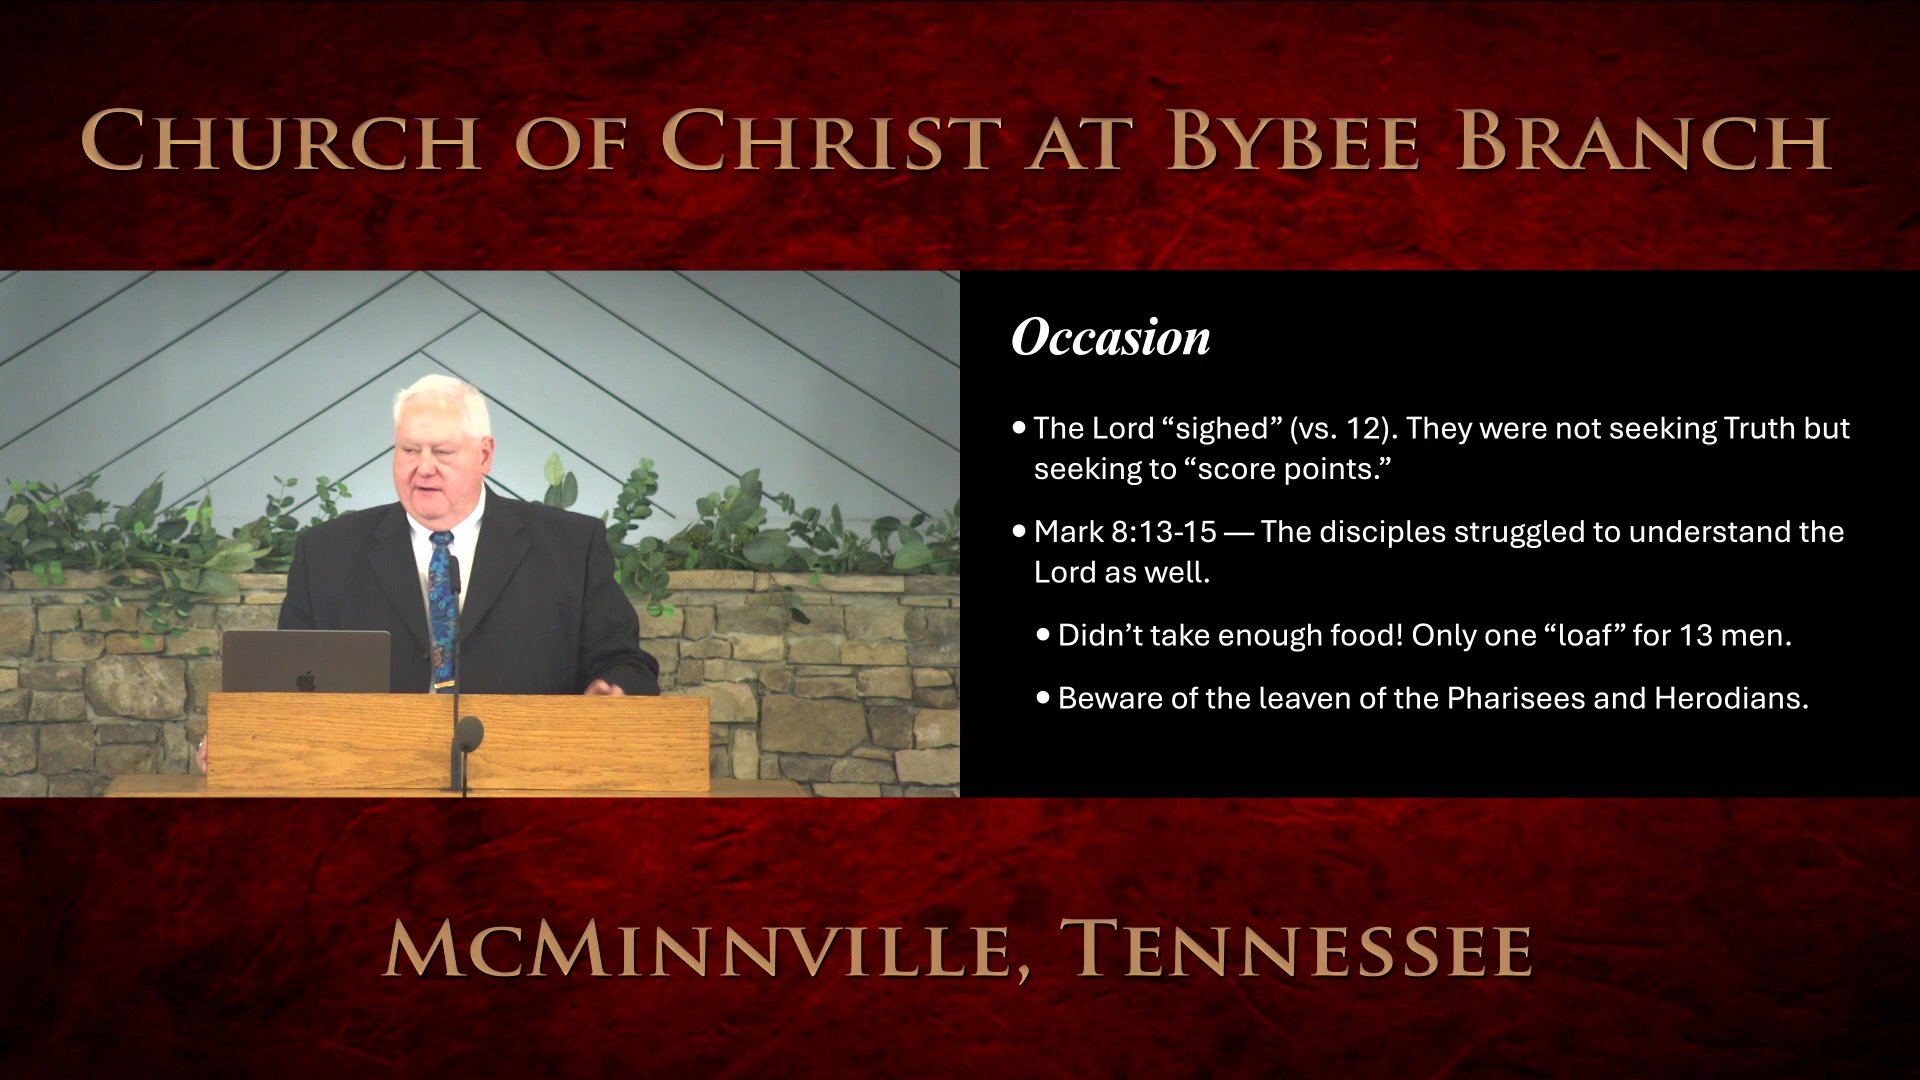 Church of Christ at Bybee Branch
Occasion
• The Lord “sighed” (vs. 12). They were not seeking Truth but
seeking to “score points.”
• Mark 8:13-15 — The disciples struggled to understand the
Lord as well.
• Didn’t take enough food! Only one “loaf” for 13 men.
• Beware of the leaven of the Pharisees and Herodians.
McMinnville, Tennessee